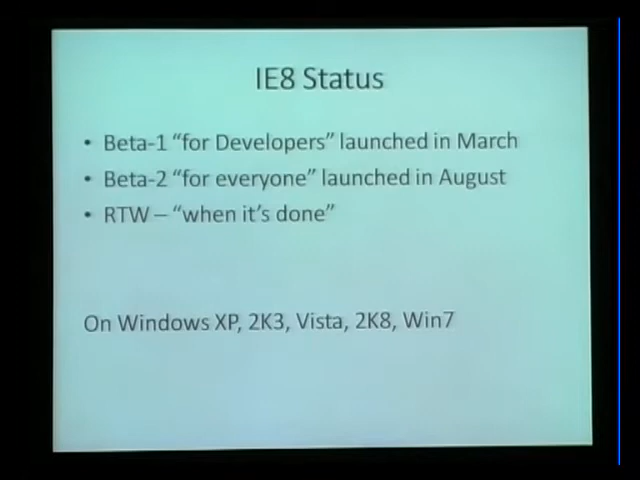 IE8 Status
• Beta-1 “for Developers” launched in March
• Beta-2 “for everyone” launched in August
• RTW – “when it’s done”
On Windows XP, 2K3, Vista, 2K8, Win7